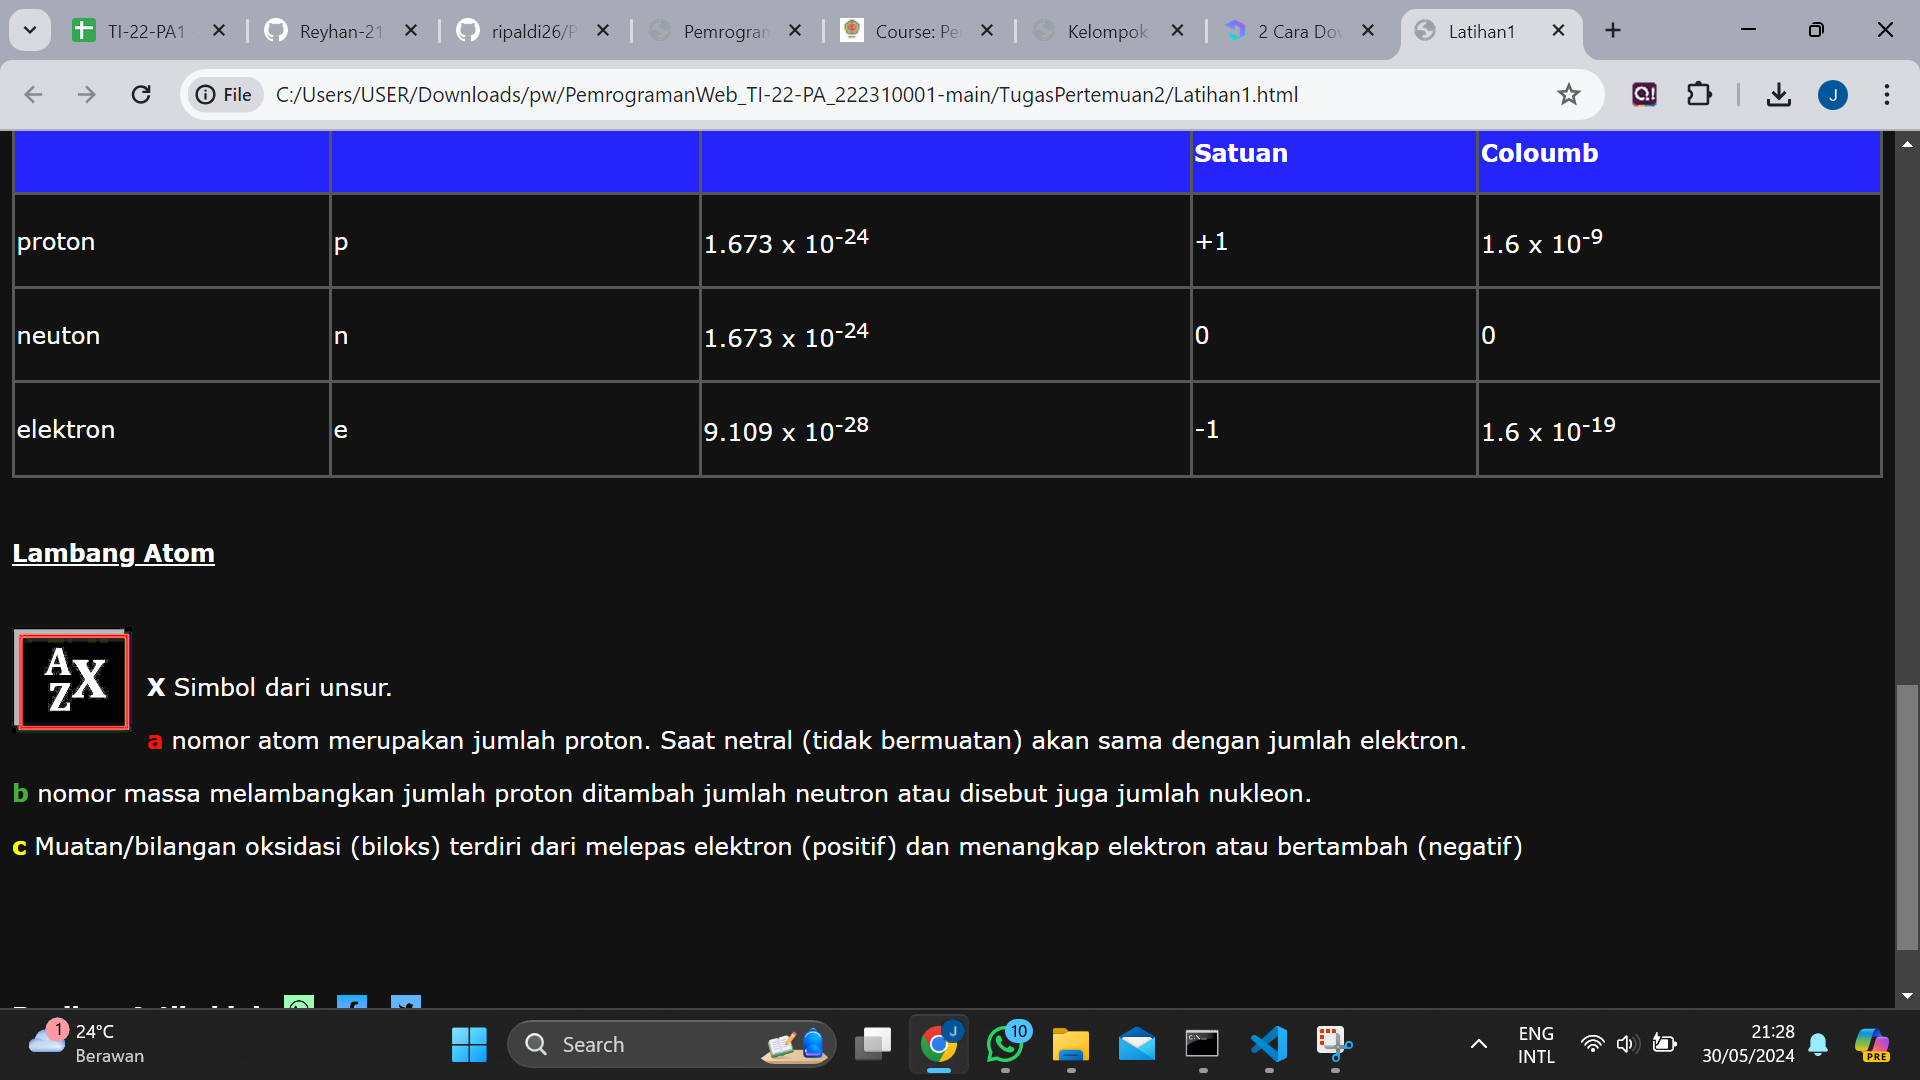 TI-22-PA1
Reyhan-21
ripaldi26/P
Pemrogran
Course: Pe
Kelompok
2 Cara Dov
Latihan1
File
C:/Users/USER/Downloads/pw/PemrogramanWeb_TI-22-PA_222310001-main/TugasPertemuan2/Latihan1.html
J
Satuan Coloumb
proton p 1.673 x 10-24 +1 1.6 x 10-9
neuton n 1.673 x 10-24 0 0
elektron e 9.109 x 10-28 -1 1.6 x 10-19
Lambang Atom
A
Z X
X Simbol dari unsur.
a nomor atom merupakan jumlah proton. Saat netral (tidak bermuatan) akan sama dengan jumlah elektron.
b nomor massa melambangkan jumlah proton ditambah jumlah neutron atau disebut juga jumlah nukleon.
c Muatan/bilangan oksidasi (biloks) terdiri dari melepas elektron (positif) dan menangkap elektron atau bertambah (negatif)
1
24°C
Berawan
Search
J
10
ENG
INTL
21:28
30/05/2024
PRE